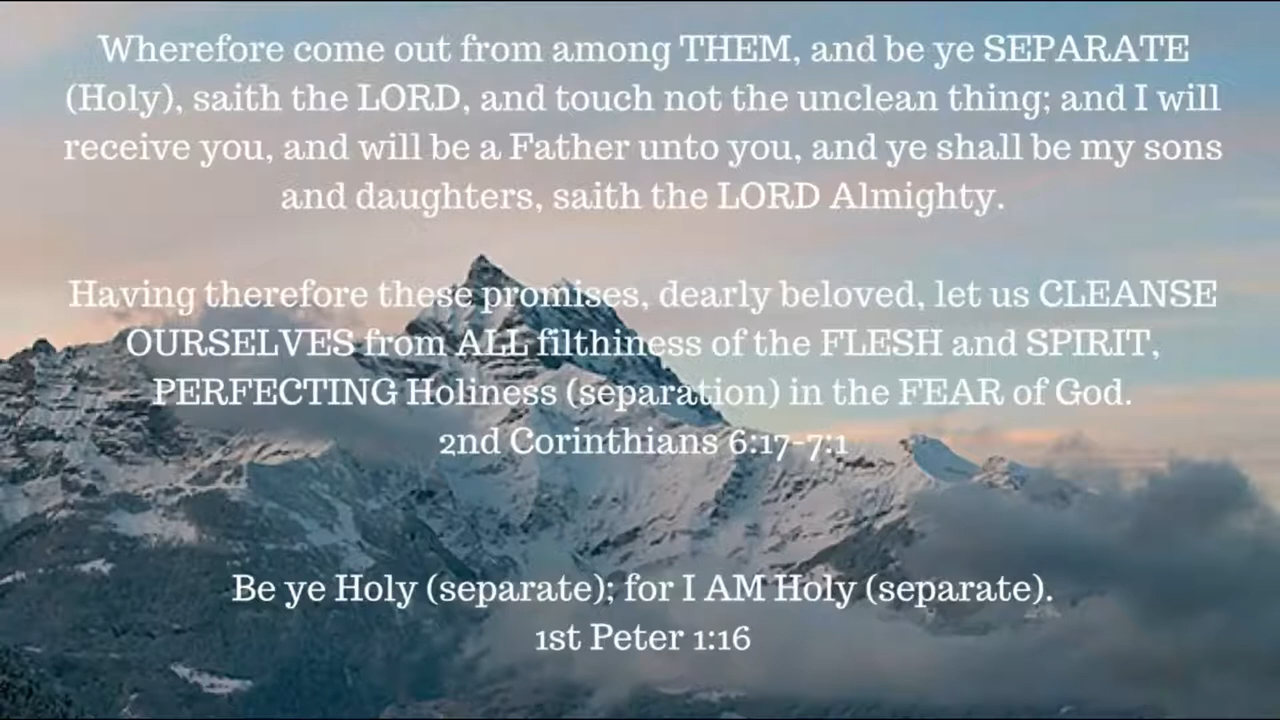 Wherefore come out from among THEM, and be ye SEPARATE
(Holy), saith the LORD, and touch not the unclean thing; and I will
receive you, and will be a Father unto you, and ye shall be my sons
and daughters, saith the LORD Almighty.
Having therefore these promises, dearly beloved, let us CLEANSE
OURSELVES from ALL filthiness of the FLESH and SPIRIT,
PERFECTING Holiness (separation) in the FEAR of God.
2nd Corinthians 6:17-7:1
Be ye Holy (separate); for I AM Holy (separate).
1st Peter 1:16